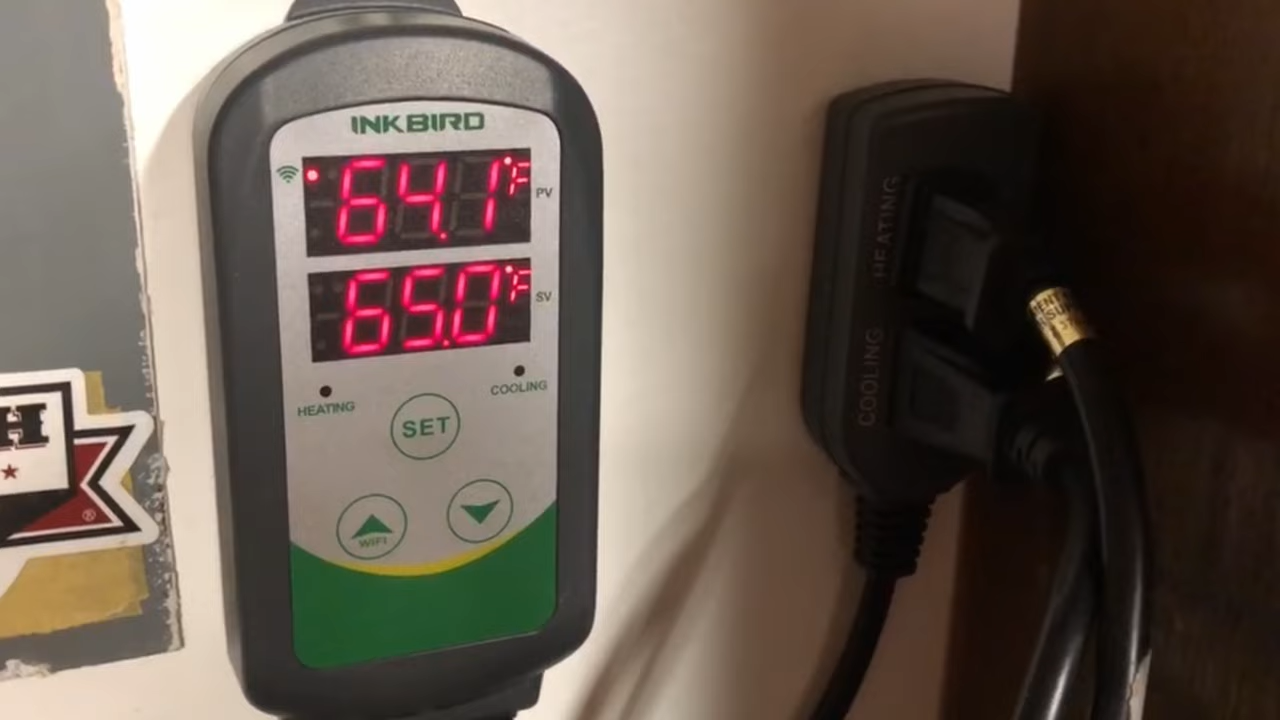 INKBIRD
64.1°F
PV
65.0°F
SV
HEATING
COOLING
SET
WIFI
H
®
HEATING
COOLING